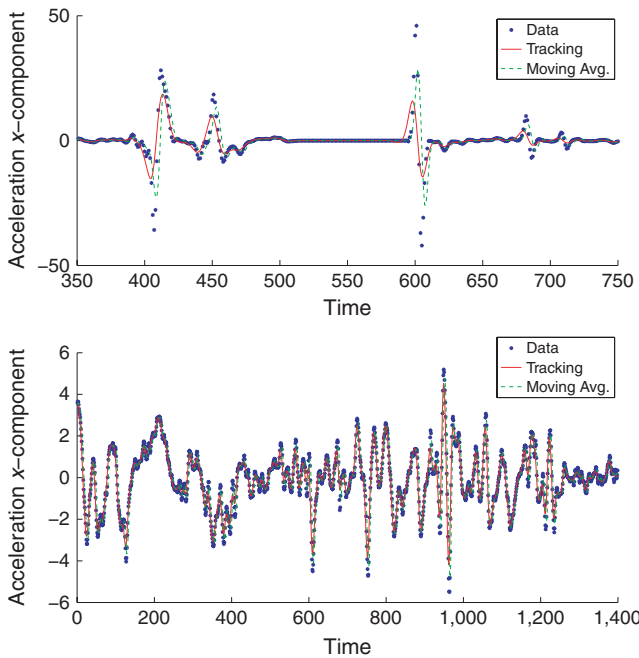 Acceleration x–component
50
0
−50
350
400
450
500
550
600
650
700
750
Time
Data
Tracking
Moving Avg.
Acceleration x–component
6
4
2
0
−2
−4
−6
0
200
400
600
800
1,000
1,200
1,400
Time
Data
Tracking
Moving Avg.